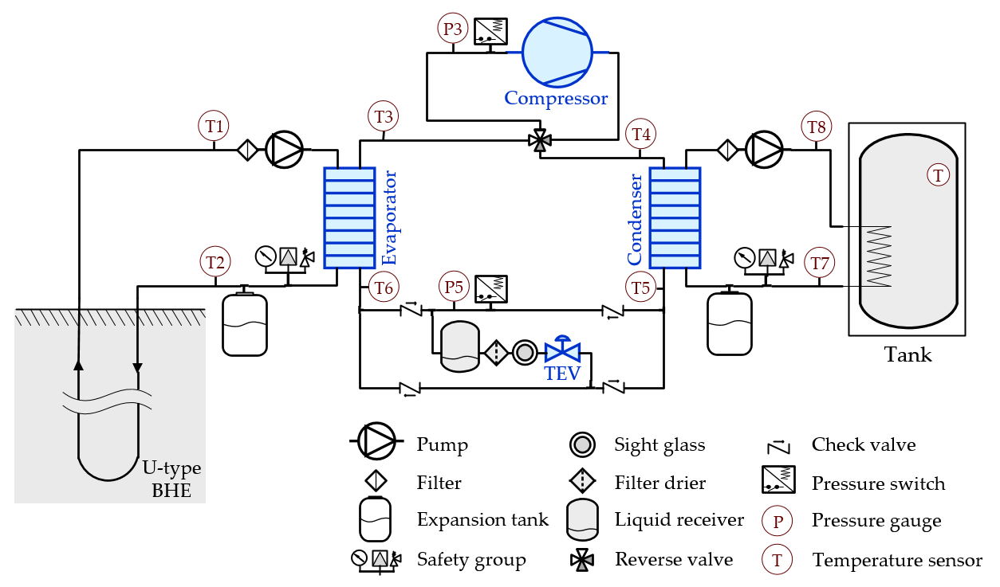 P3
Compressor
T1
T3
T4
T8
T
Evaporator
Condenser
T2
T6
P5
T5
T7
TEV
Tank
U-type
BHE
Pump
Sight glass
Check valve
Filter
Filter drier
Pressure switch
Expansion tank
Liquid receiver
P
Pressure gauge
Safety group
Reverse valve
T
Temperature sensor